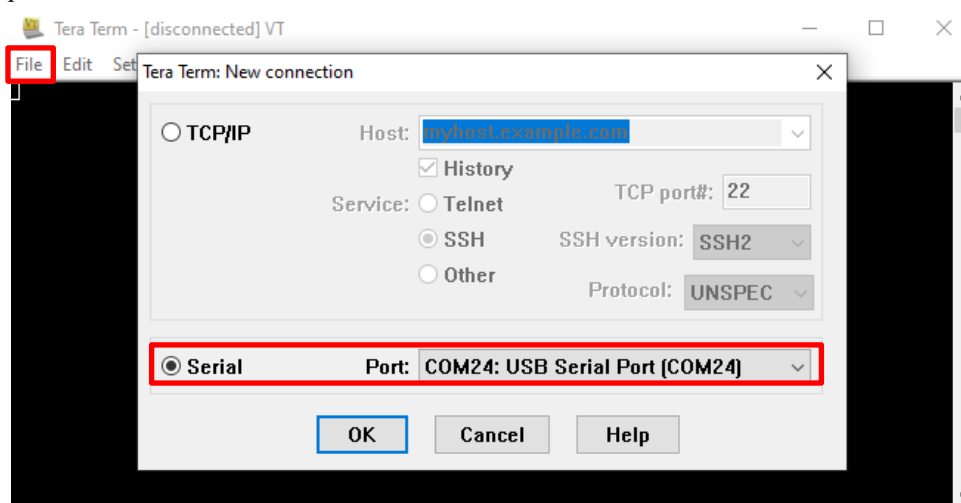 Tera Term - [disconnected] VT
File Edit Set
Tera Term: New connection
TCP/IP Host: myhost.example.com
History
Service: Telnet TCP port#: 22
SSH SSH version: SSH2
Other Protocol: UNSPEC
Serial Port: COM24: USB Serial Port (COM24)
OK Cancel Help